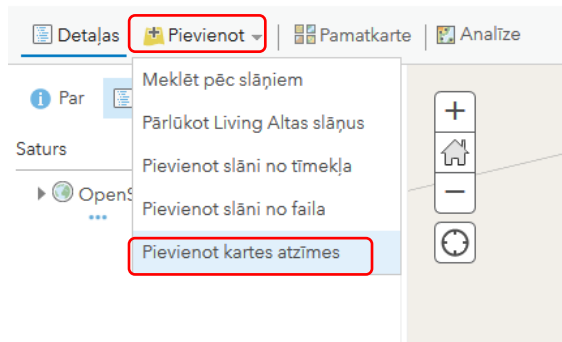 Detaļas Pievienot Pamatkarte Analīze
Meklēt pēc slāņiem
Par
Pārlūkot Living Altas slāņus
Saturs
Pievienot slāni no tīmekļa
OpenS
Pievienot slāni no faila
Pievienot kartes atzīmes